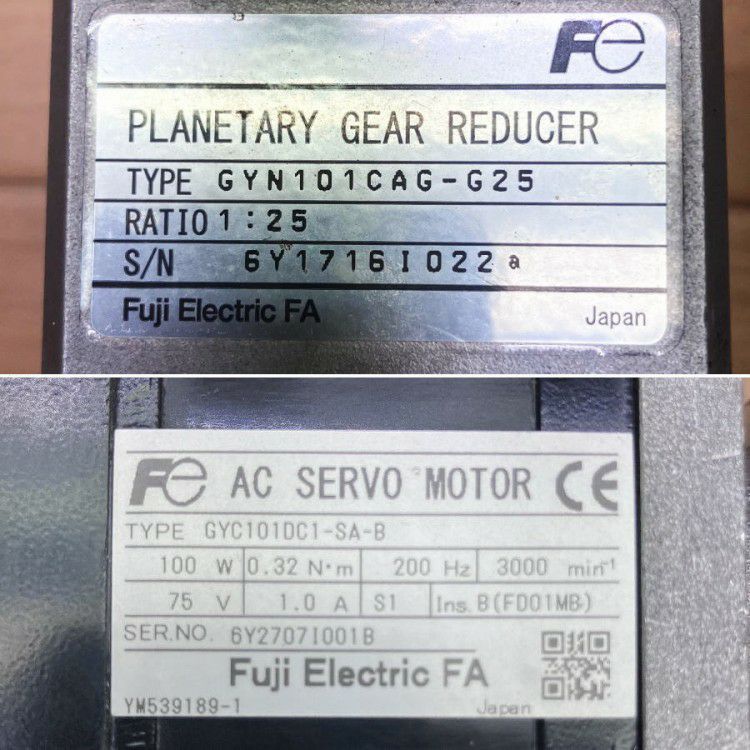 Fe
PLANETARY GEAR REDUCER
TYPE GYN101CAG-G25
RATIO 1:25
S/N 6Y1716I022a
Fuji Electric FA Japan
Fe AC SERVO MOTOR CE
TYPE GYC101DC1-SA-B
100 W 0.32 N·m 200 Hz 3000 min⁻¹
75 V 1.0 A S1 Ins. B(FD01MB)
SER.NO. 6Y2707I001B
Fuji Electric FA
YM539189-1 Japan